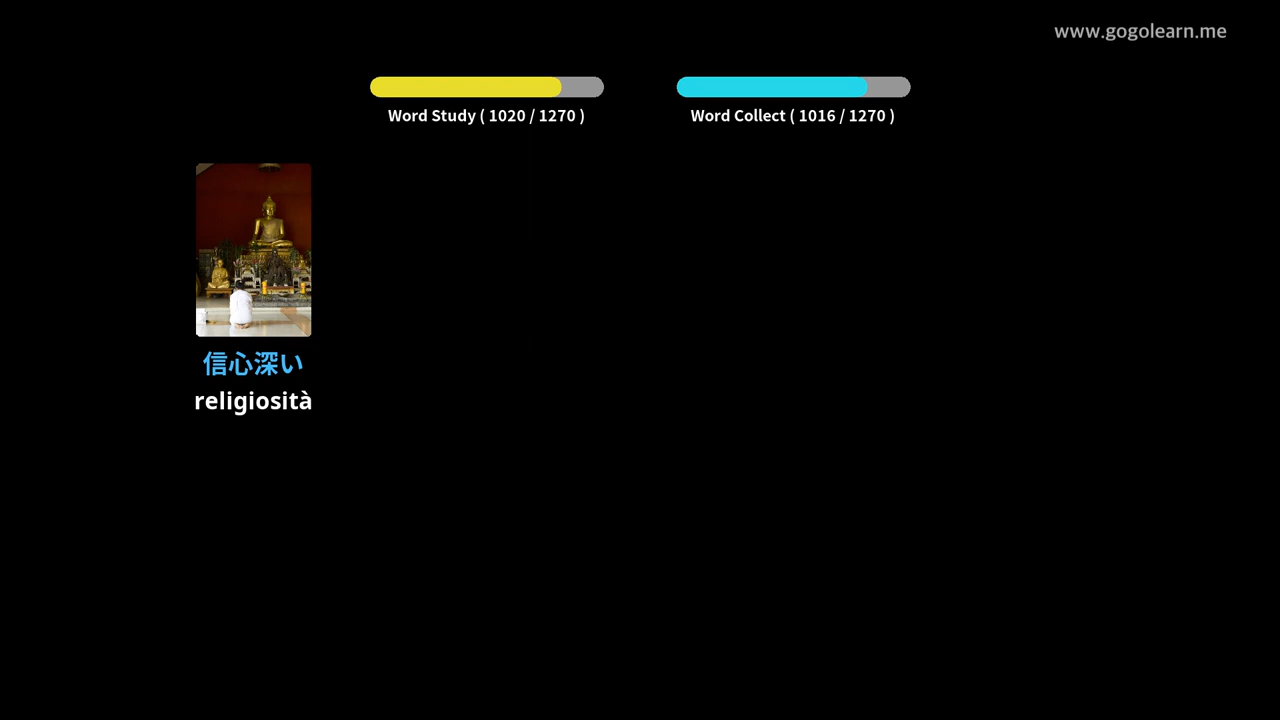 www.gogolearn.me
Word Study ( 1020 / 1270 )
Word Collect ( 1016 / 1270 )
信心深い
religiosità